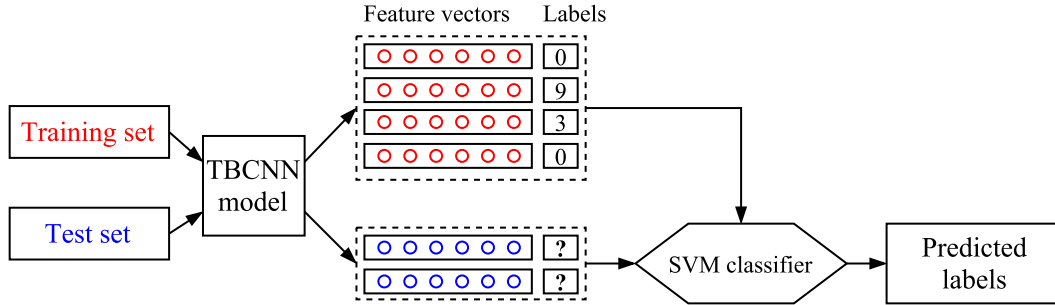 Feature vectors
Labels
0
9
3
0
Training set
TBCNN
model
Test set
?
?
SVM classifier
Predicted
labels